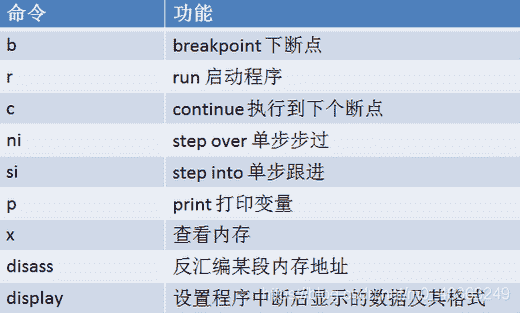 命令 功能
b breakpoint 下断点
r run 启动程序
c continue 执行到下个断点
ni step over 单步步过
si step into 单步跟进
p print 打印变量
x 查看内存
disass 反汇编某段内存地址
display 设置程序中断后显示的数据及其格式